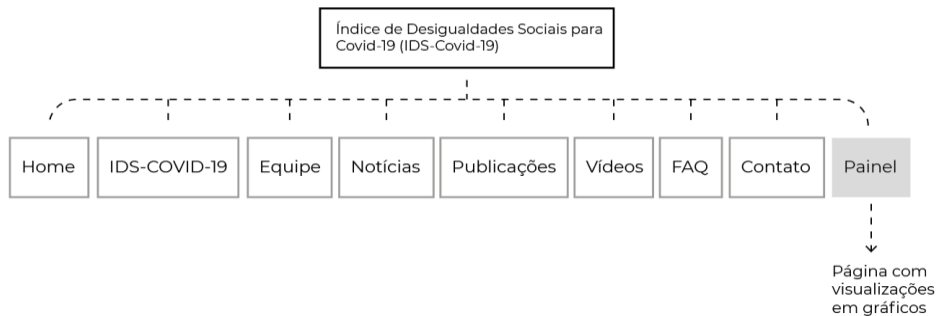 Índice de Desigualdades Sociais para
Covid-19 (IDS-Covid-19)
Home
IDS-COVID-19
Equipe
Notícias
Publicações
Vídeos
FAQ
Contato
Painel
Página com
visualizações
em gráficos